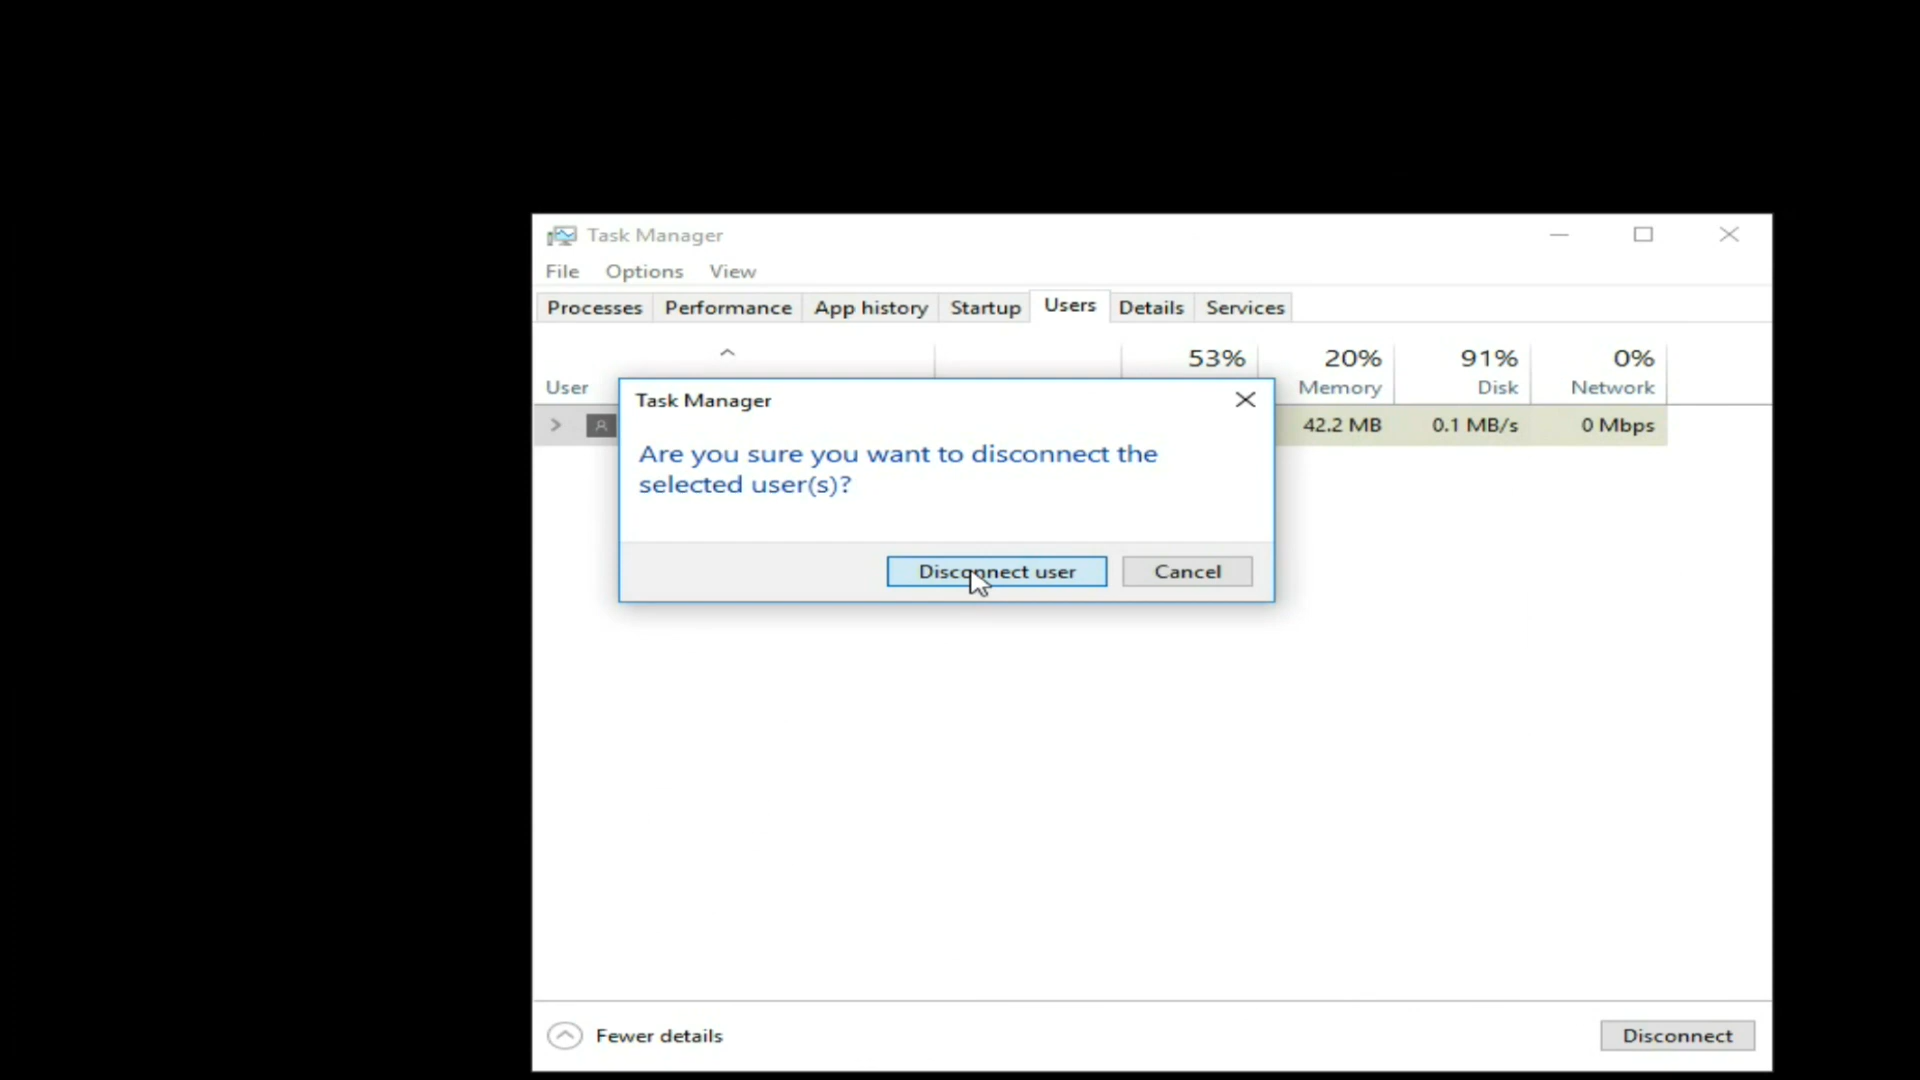 Task Manager
File Options View
Processes Performance App history Startup Users Details Services
53% 20% 91% 0%
User Memory Disk Network
42.2 MB 0.1 MB/s 0 Mbps
Task Manager
Are you sure you want to disconnect the
selected user(s)?
Disconnect user Cancel
Fewer details Disconnect